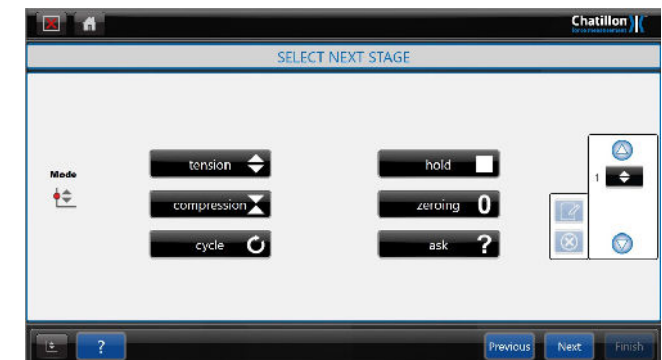 Chatillon
SELECT NEXT STAGE
Mode
tension
hold
1
compression
zeroing 0
cycle
ask ?
?
Previous
Next
Finish